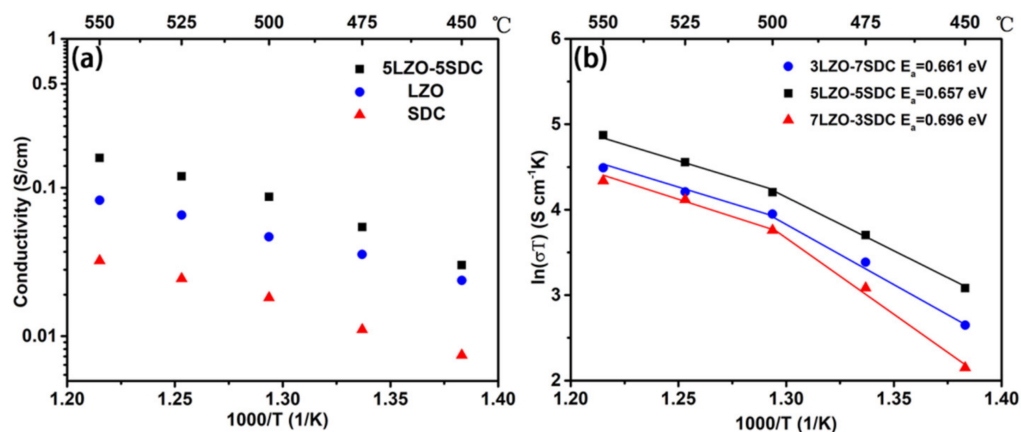 550 525 500 475 450 ℃
(a)
5LZO-5SDC
LZO
SDC
1
0.5
0.1
0.01
Conductivity (S/cm)
1.20 1.25 1.30 1.35 1.40
1000/T (1/K)
550 525 500 475 450 ℃
(b)
3LZO-7SDC Ea=0.661 eV
5LZO-5SDC Ea=0.657 eV
7LZO-3SDC Ea=0.696 eV
6
5
4
3
2
ln(σT) (S cm⁻¹K)
1.20 1.25 1.30 1.35 1.40
1000/T (1/K)